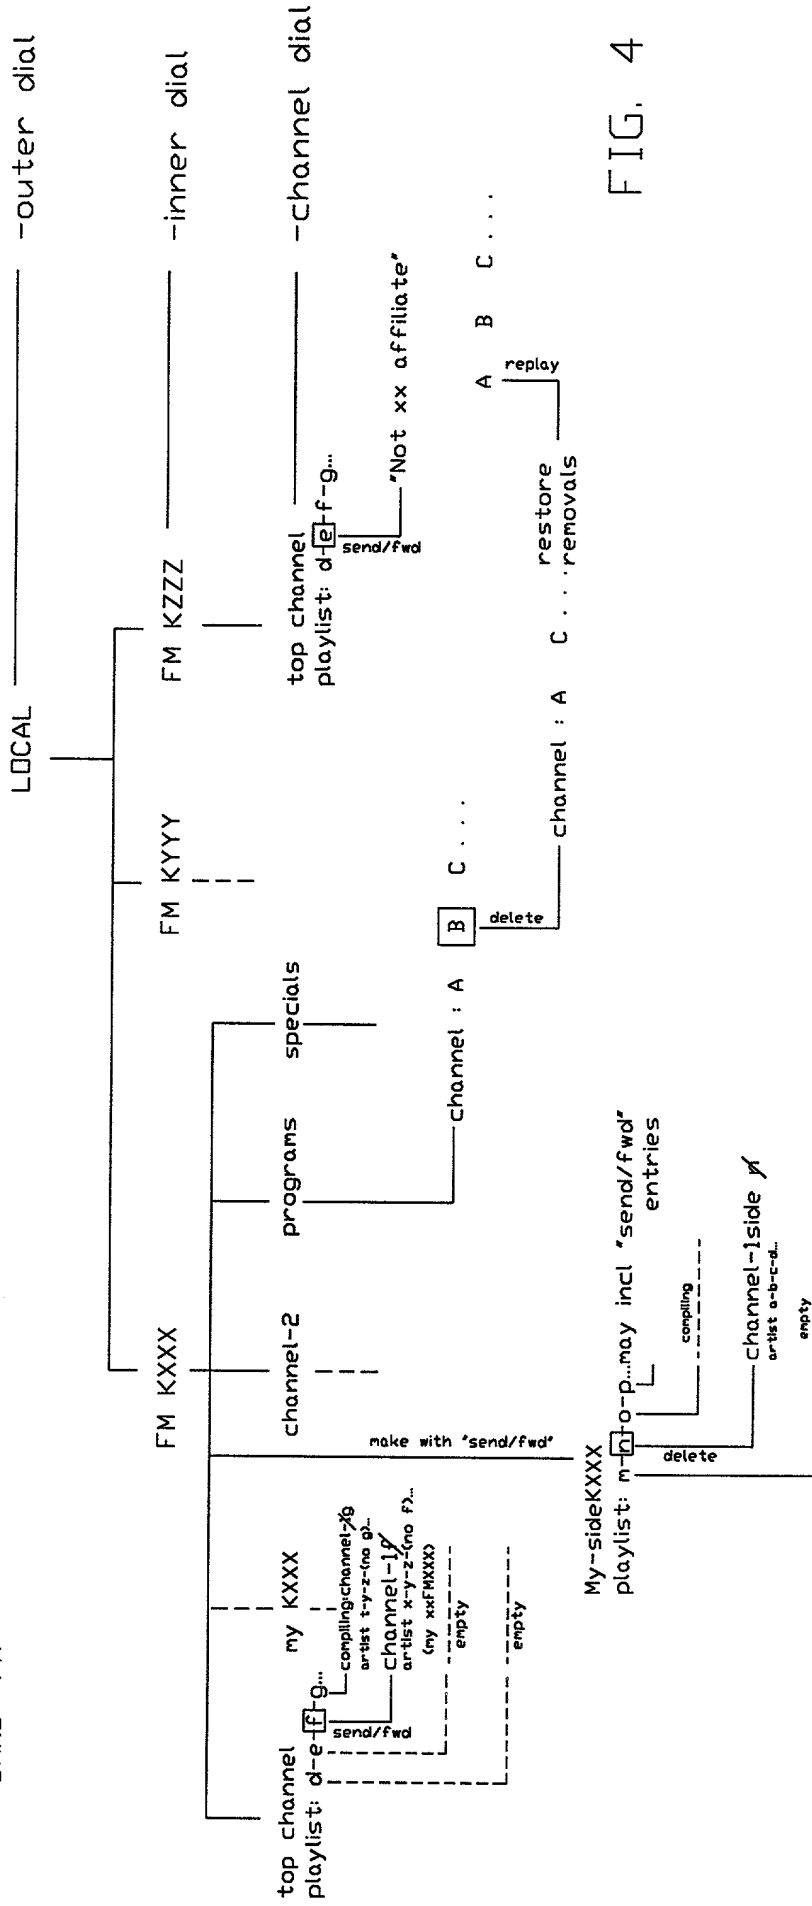 LOCAL -outer dial
FM KXXX FM KYYY FM KZZZ -inner dial
top channel
playlist: d-e-f-g...
my KXXX
channel-2
programs
specials
top channel
playlist: d-e-f-g...
-channel dial
send/fwd
"Not xx affiliate"
compiling:channel-
artist t-y-z-(no g)...
send/fwd
channel-1
artist x-y-z-(no f)...
(my xxFMXXX)
empty
empty
make with "send/fwd"
channel : A B C ...
delete
channel : A C ...
restore
removals
replay
A B C ...
My-sideKXXX
playlist: m-n-o-p...may incl "send/fwd"
entries
compiling
delete
channel-1side
artist a-b-c-d...
empty
FIG. 4